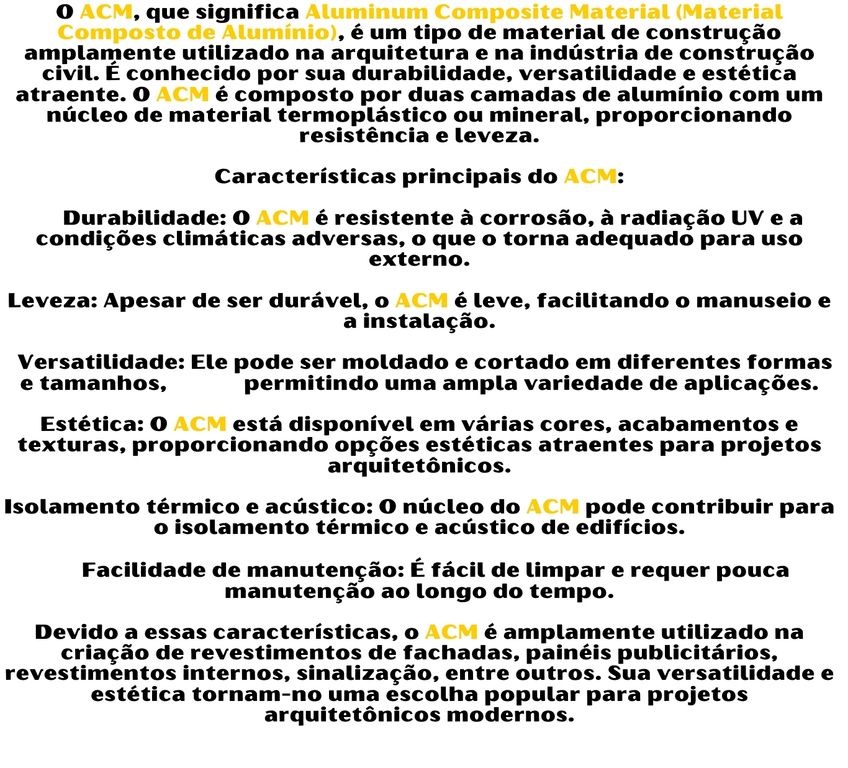 O ACM, que significa Aluminum Composite Material (Material
Composto de Alumínio), é um tipo de material de construção
amplamente utilizado na arquitetura e na indústria de construção
civil. É conhecido por sua durabilidade, versatilidade e estética
atraente. O ACM é composto por duas camadas de alumínio com um
núcleo de material termoplástico ou mineral, proporcionando
resistência e leveza.
Características principais do ACM:
Durabilidade: O ACM é resistente à corrosão, à radiação UV e a
condições climáticas adversas, o que o torna adequado para uso
externo.
Leveza: Apesar de ser durável, o ACM é leve, facilitando o manuseio e
a instalação.
Versatilidade: Ele pode ser moldado e cortado em diferentes formas
e tamanhos, permitindo uma ampla variedade de aplicações.
Estética: O ACM está disponível em várias cores, acabamentos e
texturas, proporcionando opções estéticas atraentes para projetos
arquitetônicos.
Isolamento térmico e acústico: O núcleo do ACM pode contribuir para
o isolamento térmico e acústico de edifícios.
Facilidade de manutenção: É fácil de limpar e requer pouca
manutenção ao longo do tempo.
Devido a essas características, o ACM é amplamente utilizado na
criação de revestimentos de fachadas, painéis publicitários,
revestimentos internos, sinalização, entre outros. Sua versatilidade e
estética tornam-no uma escolha popular para projetos
arquitetônicos modernos.